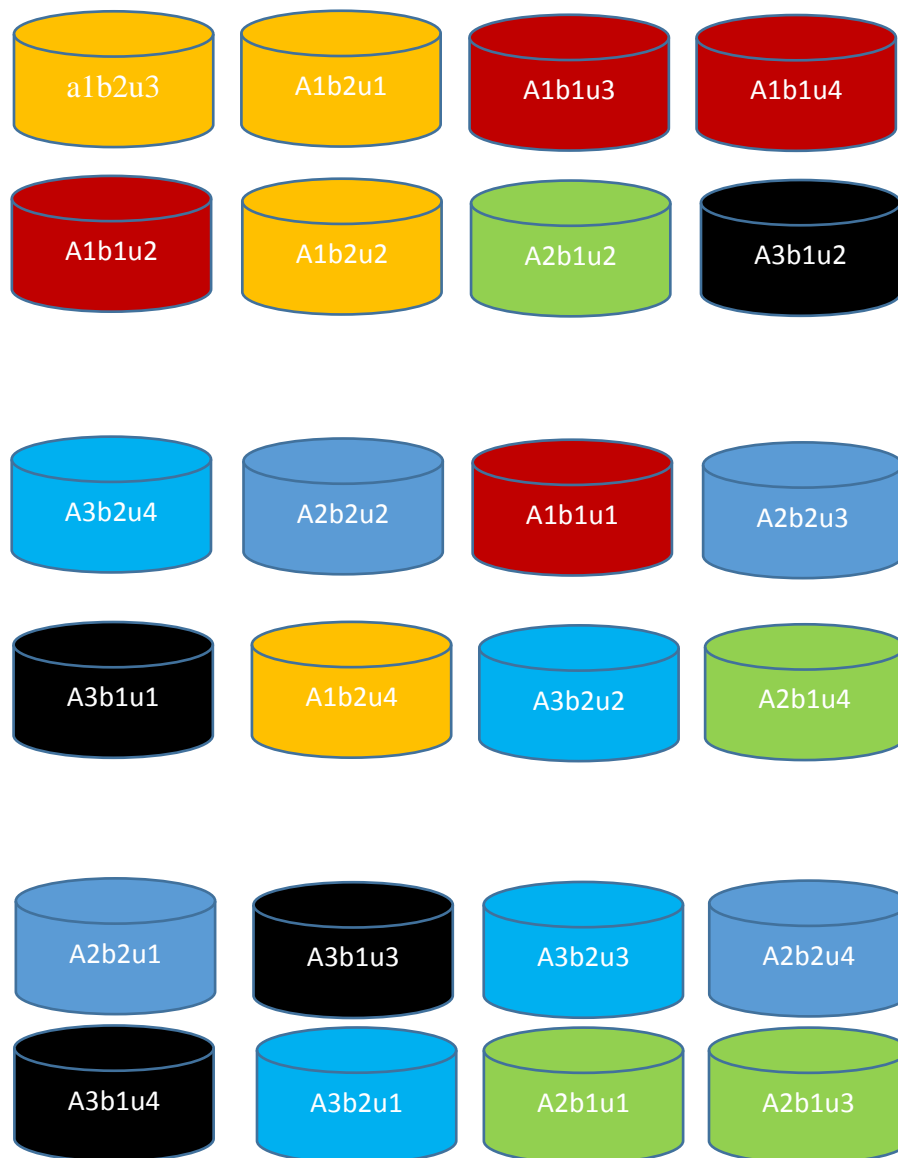 a1b2u3 A1b2u1 A1b1u3 A1b1u4
A1b1u2 A1b2u2 A2b1u2 A3b1u2
A3b2u4 A2b2u2 A1b1u1 A2b2u3
A3b1u1 A1b2u4 A3b2u2 A2b1u4
A2b2u1 A3b1u3 A3b2u3 A2b2u4
A3b1u4 A3b2u1 A2b1u1 A2b1u3